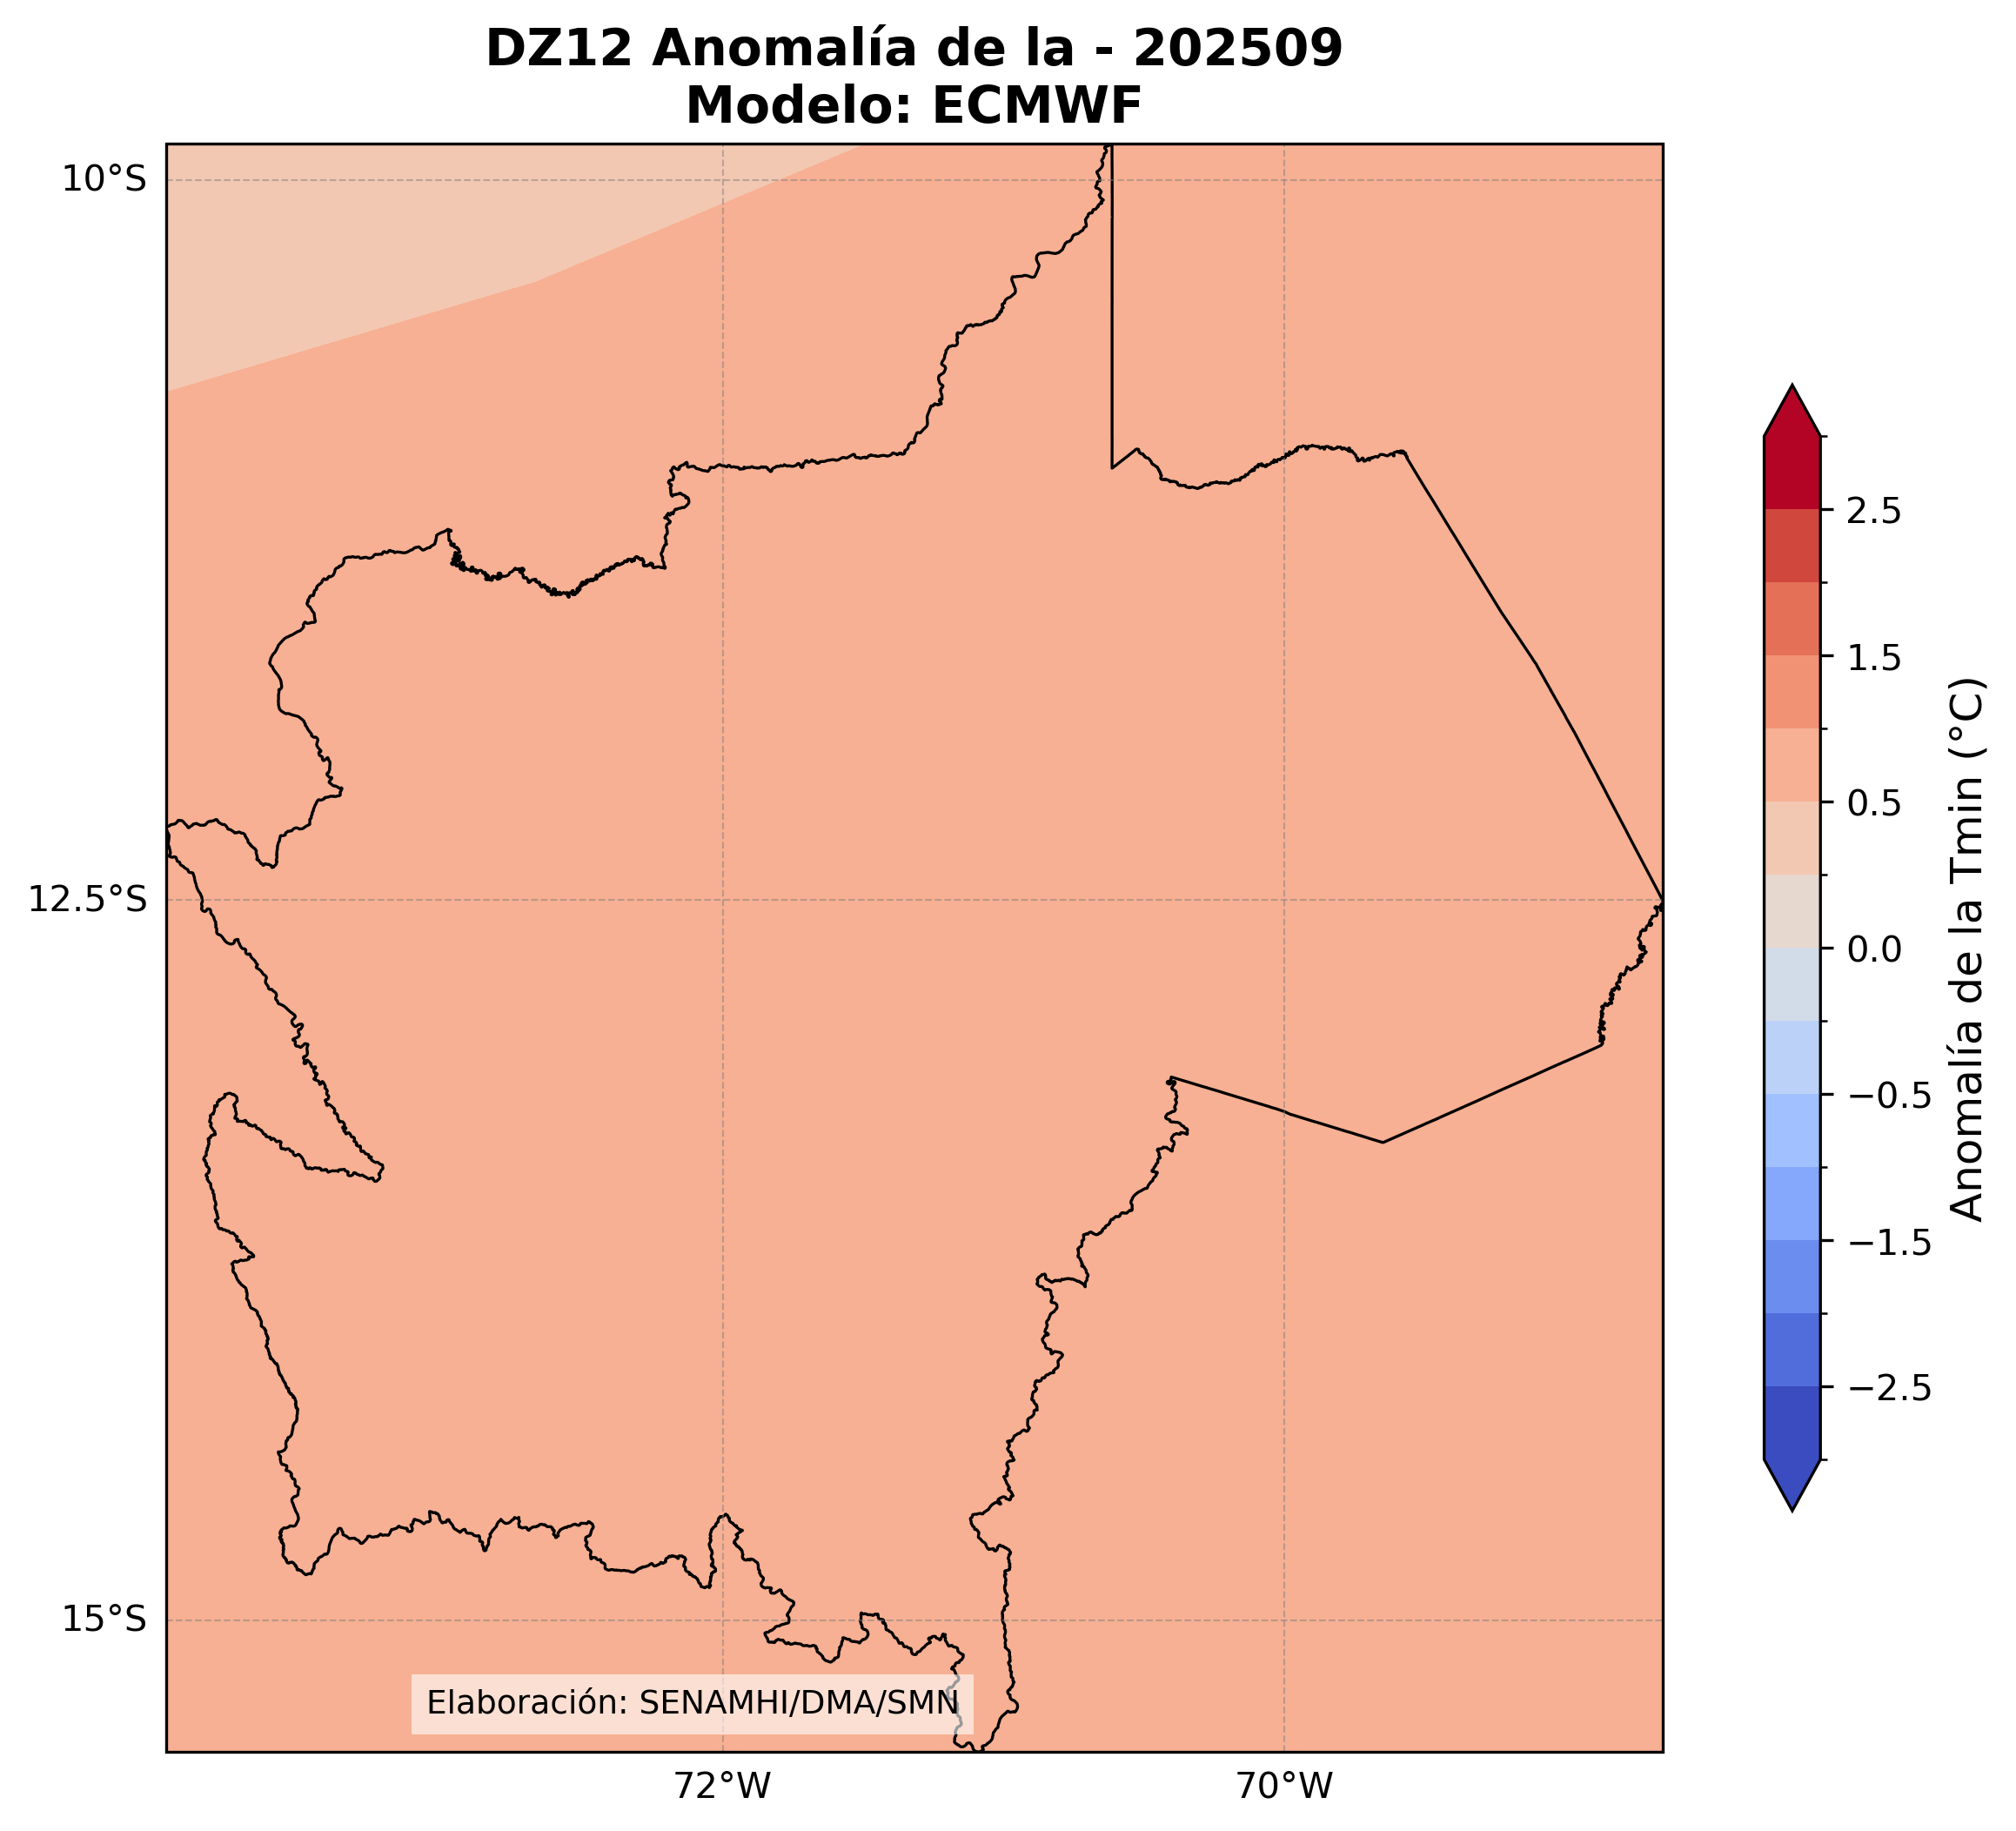 DZ12 Anomalía de la - 202509
Modelo: ECMWF
10°S
12.5°S
15°S
72°W
70°W
2.5
1.5
0.5
0.0
−0.5
−1.5
−2.5
Anomalía de la Tmin (°C)
Elaboración: SENAMHI/DMA/SMN